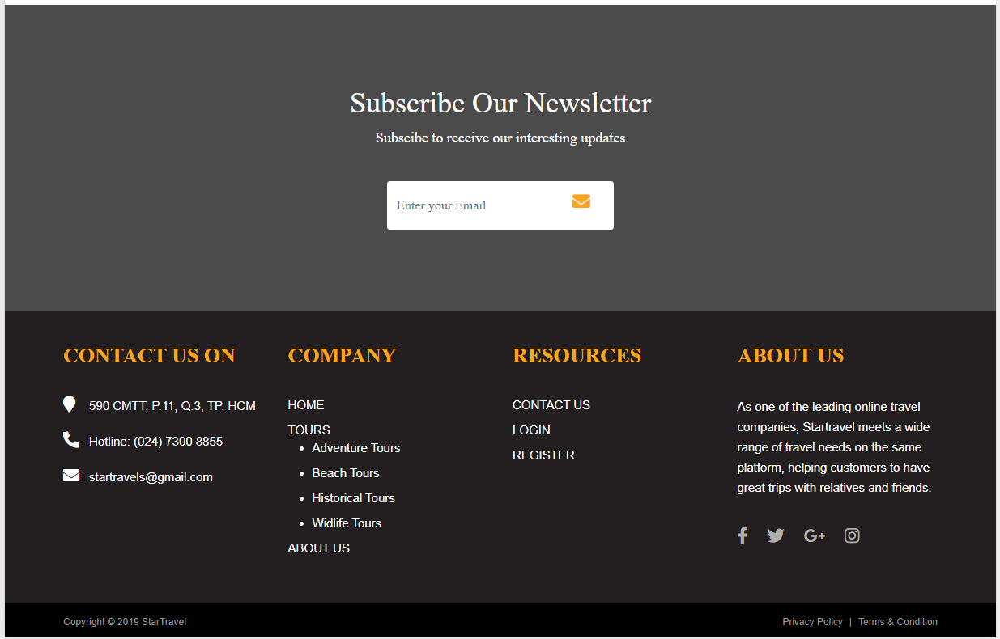 Subscribe Our Newsletter
Subscibe to receive our interesting updates
Enter your Email
CONTACT US ON
590 CMTT, P.11, Q.3, TP. HCM
Hotline: (024) 7300 8855
startravels@gmail.com
COMPANY
HOME
TOURS
Adventure Tours
Beach Tours
Historical Tours
Widlife Tours
ABOUT US
RESOURCES
CONTACT US
LOGIN
REGISTER
ABOUT US
As one of the leading online travel
companies, Startravel meets a wide
range of travel needs on the same
platform, helping customers to have
great trips with relatives and friends.
Copyright © 2019 StarTravel
Privacy Policy | Terms & Condition